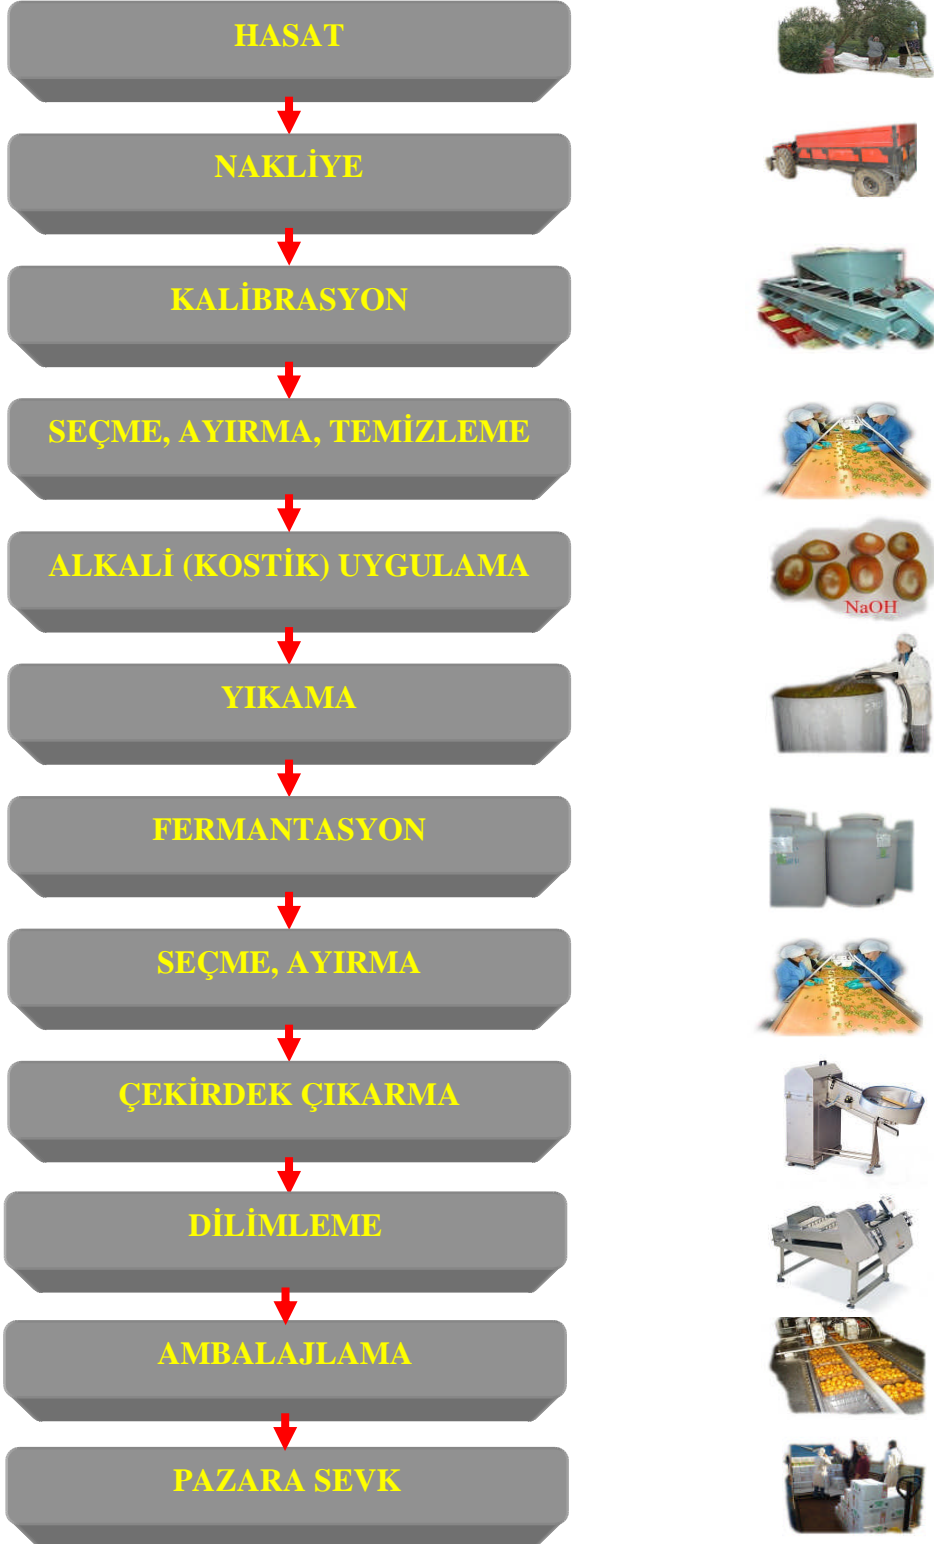 HASAT
NAKLİYE
KALİBRASYON
SEÇME, AYIRMA, TEMİZLEME
ALKALİ (KOSTİK) UYGULAMA
NaOH
YIKAMA
FERMANTASYON
SEÇME, AYIRMA
ÇEKİRDEK ÇIKARMA
DİLİMLEME
AMBALAJLAMA
PAZARA SEVK